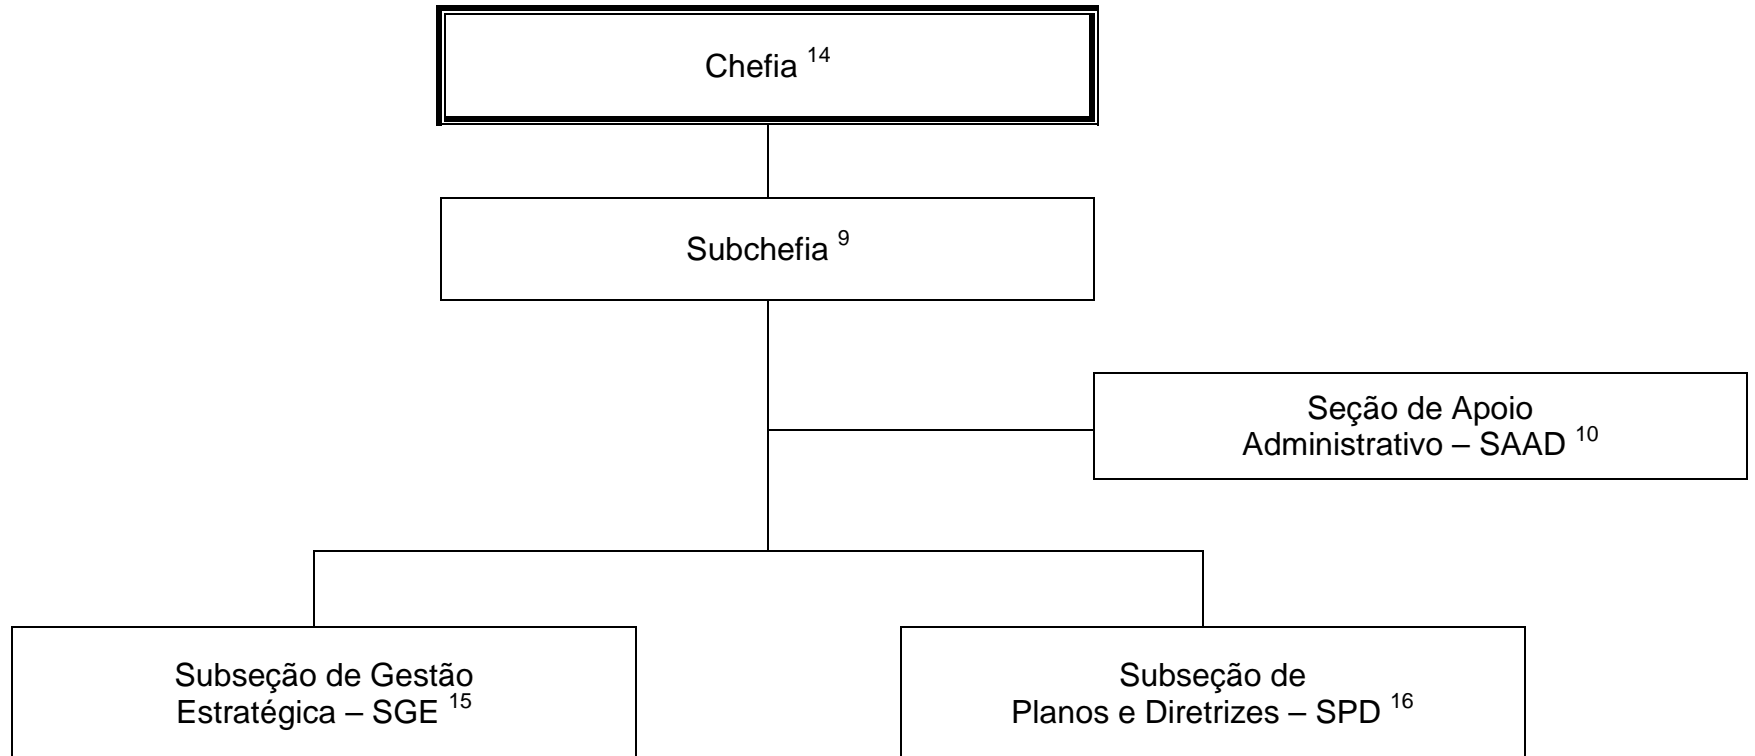 Chefia ¹⁴
Subchefia ⁹
Seção de Apoio
Administrativo – SAAD ¹⁰
Subseção de Gestão
Estratégica – SGE ¹⁵
Subseção de
Planos e Diretrizes – SPD ¹⁶